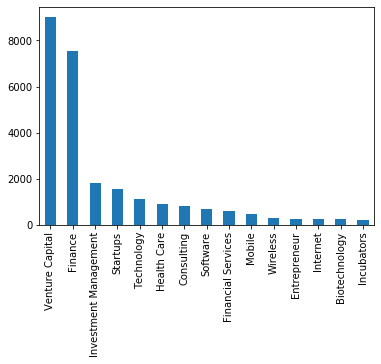 8000
6000
4000
2000
0
Venture Capital
Finance
Investment Management
Startups
Technology
Health Care
Consulting
Software
Financial Services
Mobile
Wireless
Entrepreneur
Internet
Biotechnology
Incubators